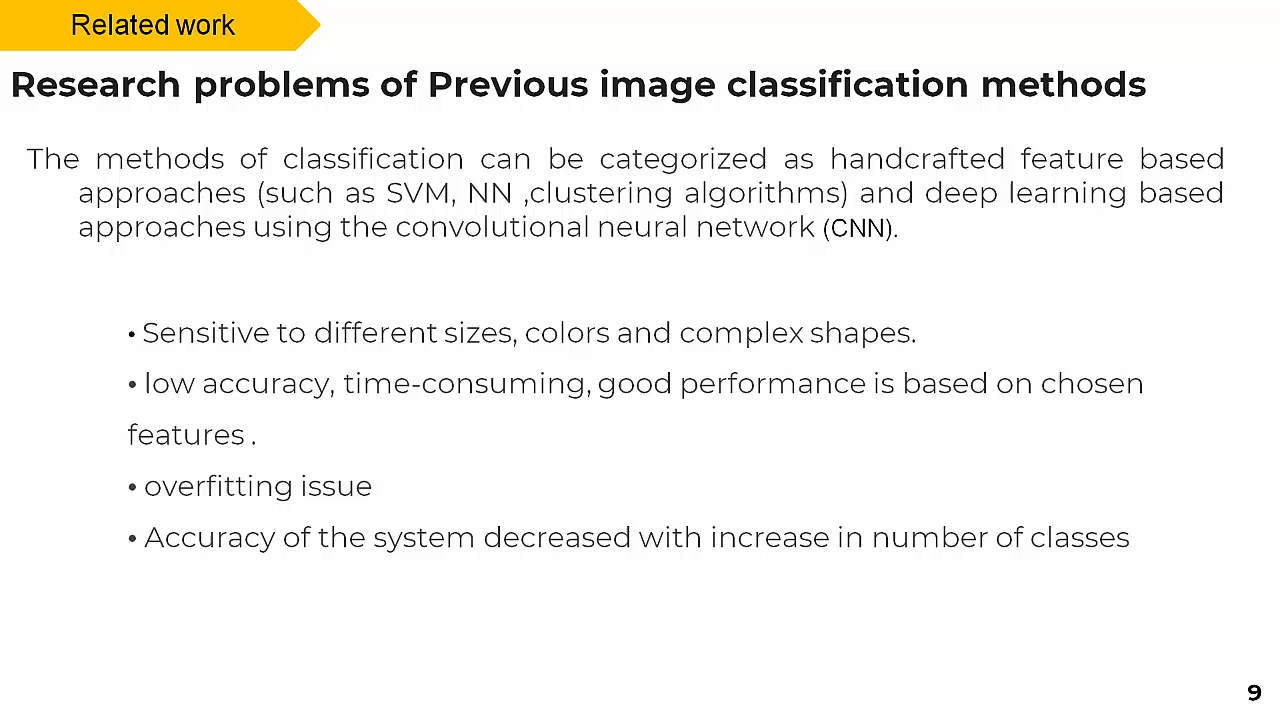 Related work
Research problems of Previous image classification methods
The methods of classification can be categorized as handcrafted feature based
approaches (such as SVM, NN ,clustering algorithms) and deep learning based
approaches using the convolutional neural network (CNN).
• Sensitive to different sizes, colors and complex shapes.
• low accuracy, time-consuming, good performance is based on chosen
features .
• overfitting issue
• Accuracy of the system decreased with increase in number of classes
9